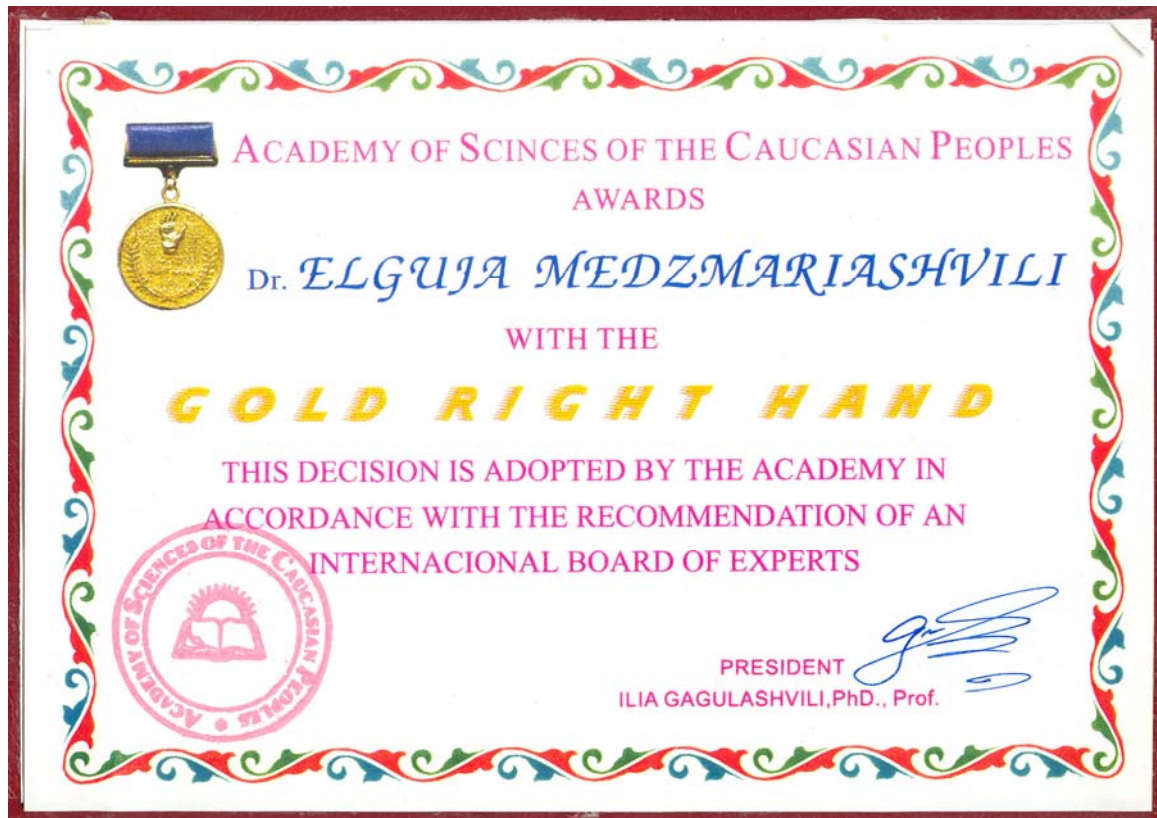 ACADEMY OF SCINCES OF THE CAUCASIAN PEOPLES
AWARDS
Dr. ELGUJA MEDZMARIASHVILI
WITH THE
GOLD RIGHT HAND
THIS DECISION IS ADOPTED BY THE ACADEMY IN
ACCORDANCE WITH THE RECOMMENDATION OF AN
INTERNACIONAL BOARD OF EXPERTS
ACADEMY OF SCIENCES OF THE CAUCASIAN PEOPLES
PRESIDENT
ILIA GAGULASHVILI,PhD., Prof.